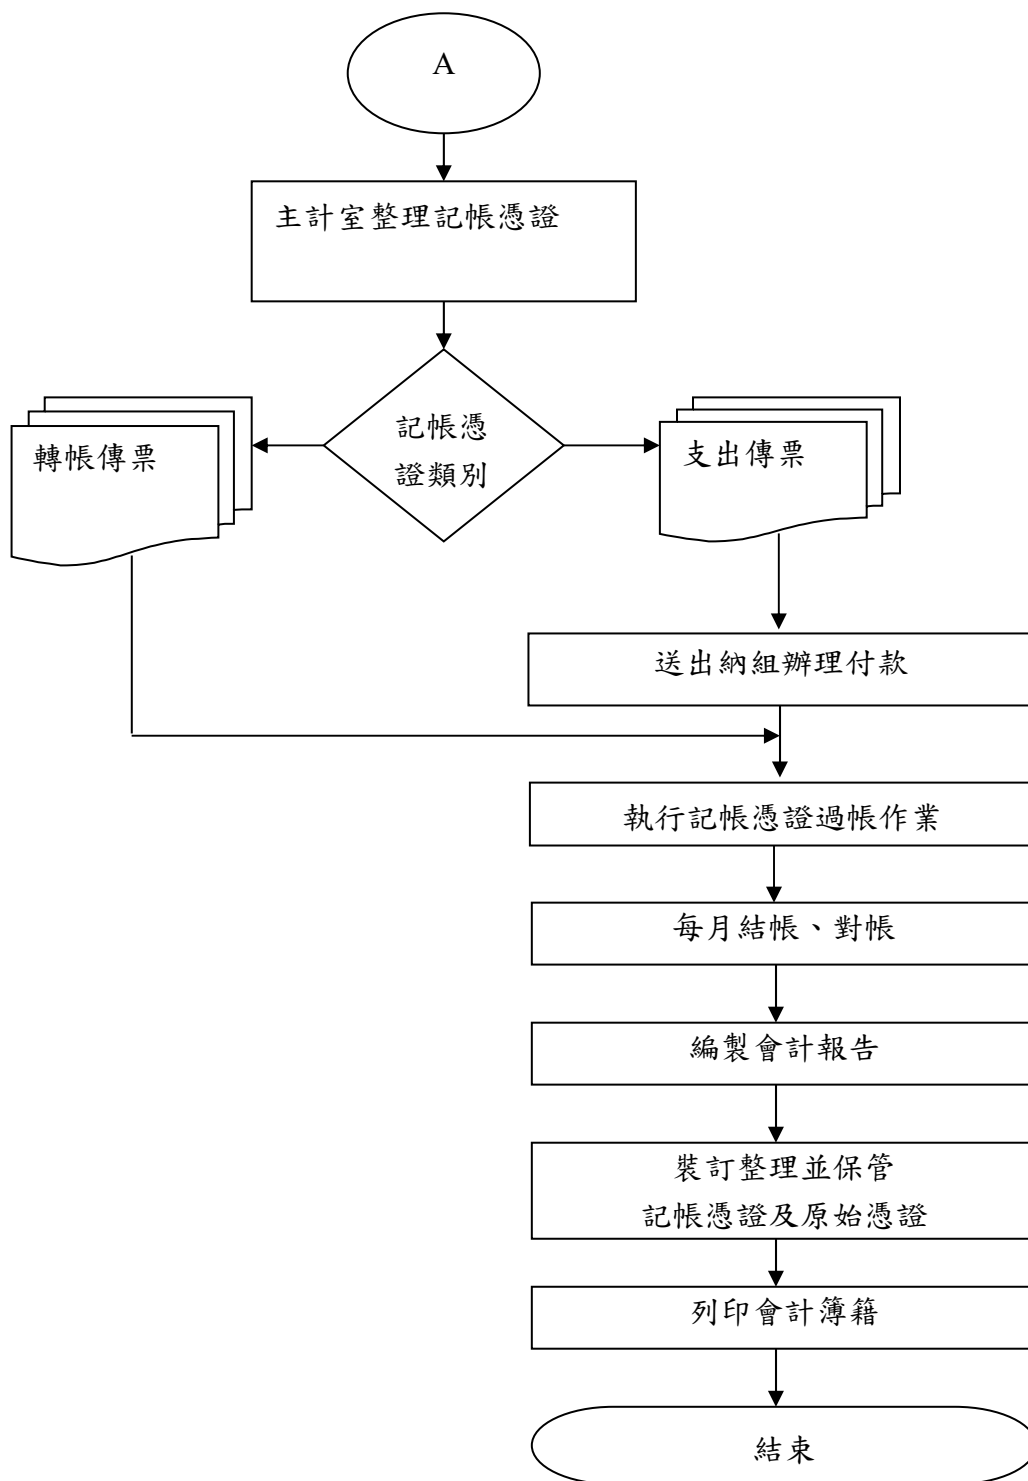 A
主計室整理記帳憑證
記帳憑
證類別
轉帳傳票
支出傳票
送出納組辦理付款
執行記帳憑證過帳作業
每月結帳、對帳
編製會計報告
裝訂整理並保管
記帳憑證及原始憑證
列印會計簿籍
結束